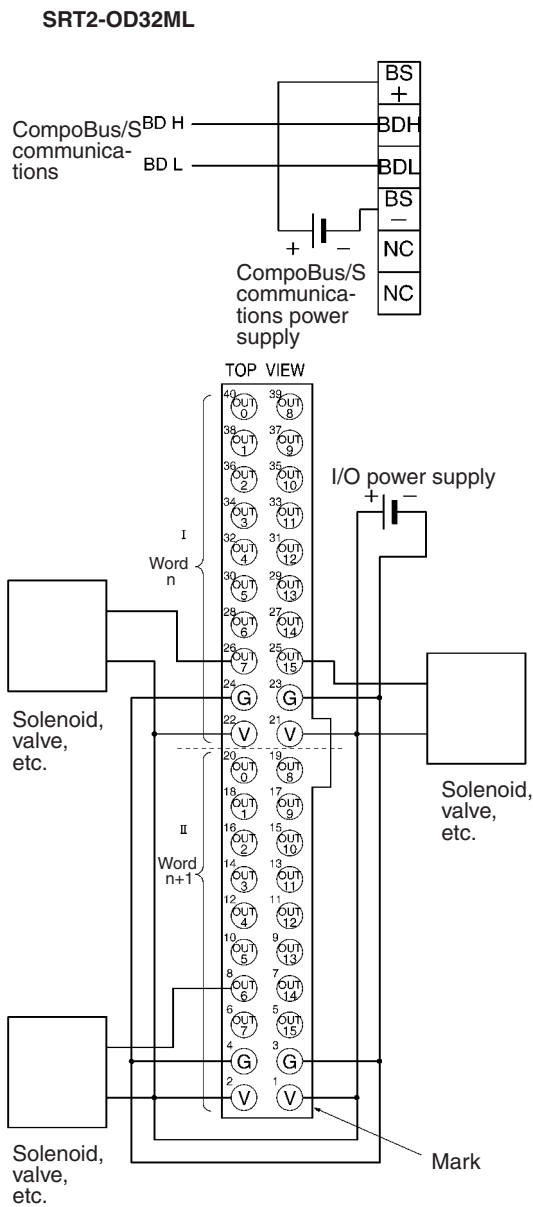 SRT2-OD32ML
BS
+
BDH
BDL
BS
−
NC
NC
CompoBus/S
communica-
tions
BD H
BD L
+ −
CompoBus/S
communica-
tions power
supply
TOP VIEW
40 OUT 0 39 OUT 8
38 OUT 1 37 OUT 9
36 OUT 2 35 OUT 10
34 OUT 3 33 OUT 11
32 OUT 4 31 OUT 12
30 OUT 5 29 OUT 13
28 OUT 6 27 OUT 14
26 OUT 7 25 OUT 15
24 G 23 G
22 V 21 V
20 OUT 0 19 OUT 8
18 OUT 1 17 OUT 9
16 OUT 2 15 OUT 10
14 OUT 3 13 OUT 11
12 OUT 4 11 OUT 12
10 OUT 5 9 OUT 13
8 OUT 6 7 OUT 14
6 OUT 7 5 OUT 15
4 G 3 G
2 V 1 V
I
Word
n
II
Word
n+1
I/O power supply
+ −
Solenoid,
valve,
etc.
Solenoid,
valve,
etc.
Solenoid,
valve,
etc.
Mark